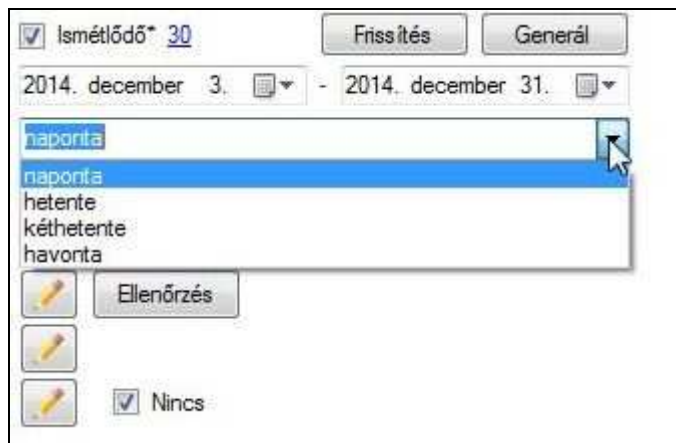 Ismétlődő* 30 Frissítés Generál
2014. december 3. - 2014. december 31.
naponta
naponta
hetente
kéthetente
havonta
Ellenőrzés
Nincs